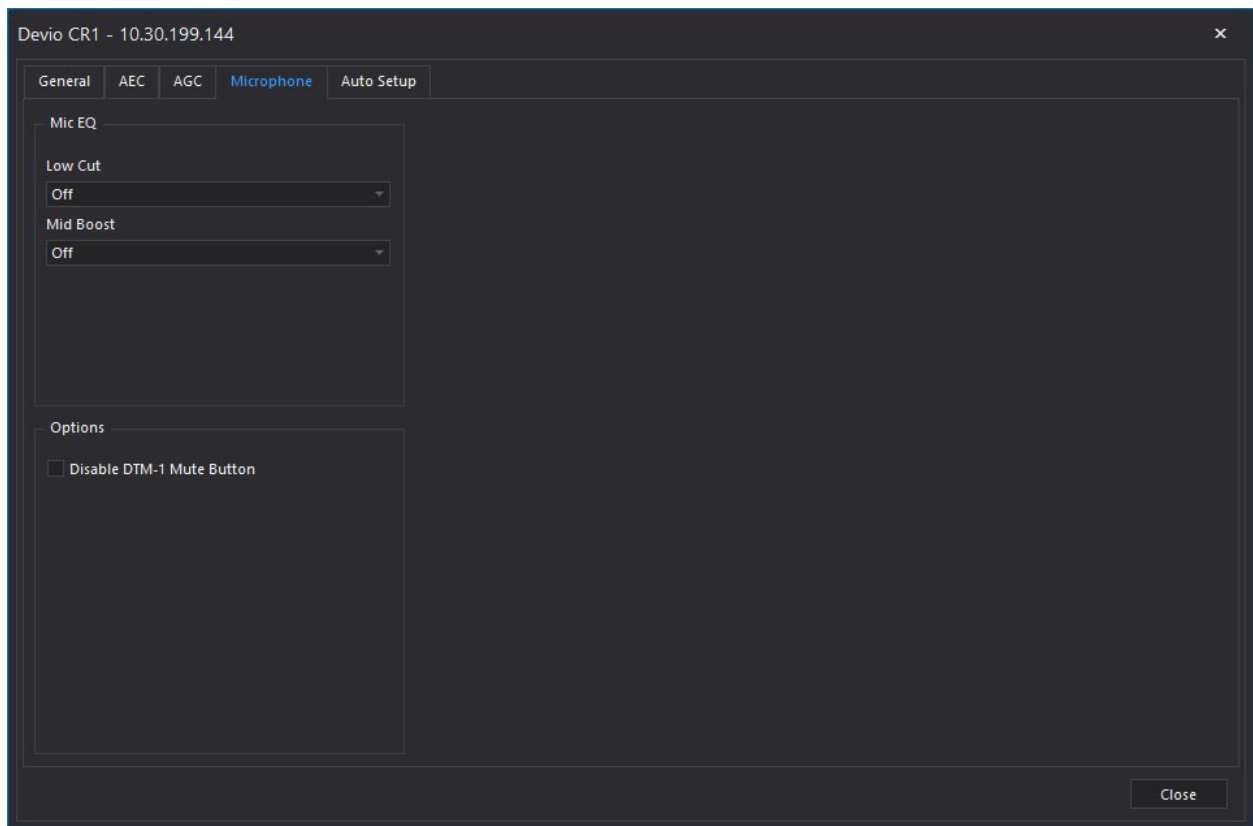 Devio CR1 - 10.30.199.144
General AEC AGC Microphone Auto Setup
Mic EQ
Low Cut
Off
Mid Boost
Off
Options
Disable DTM-1 Mute Button
Close